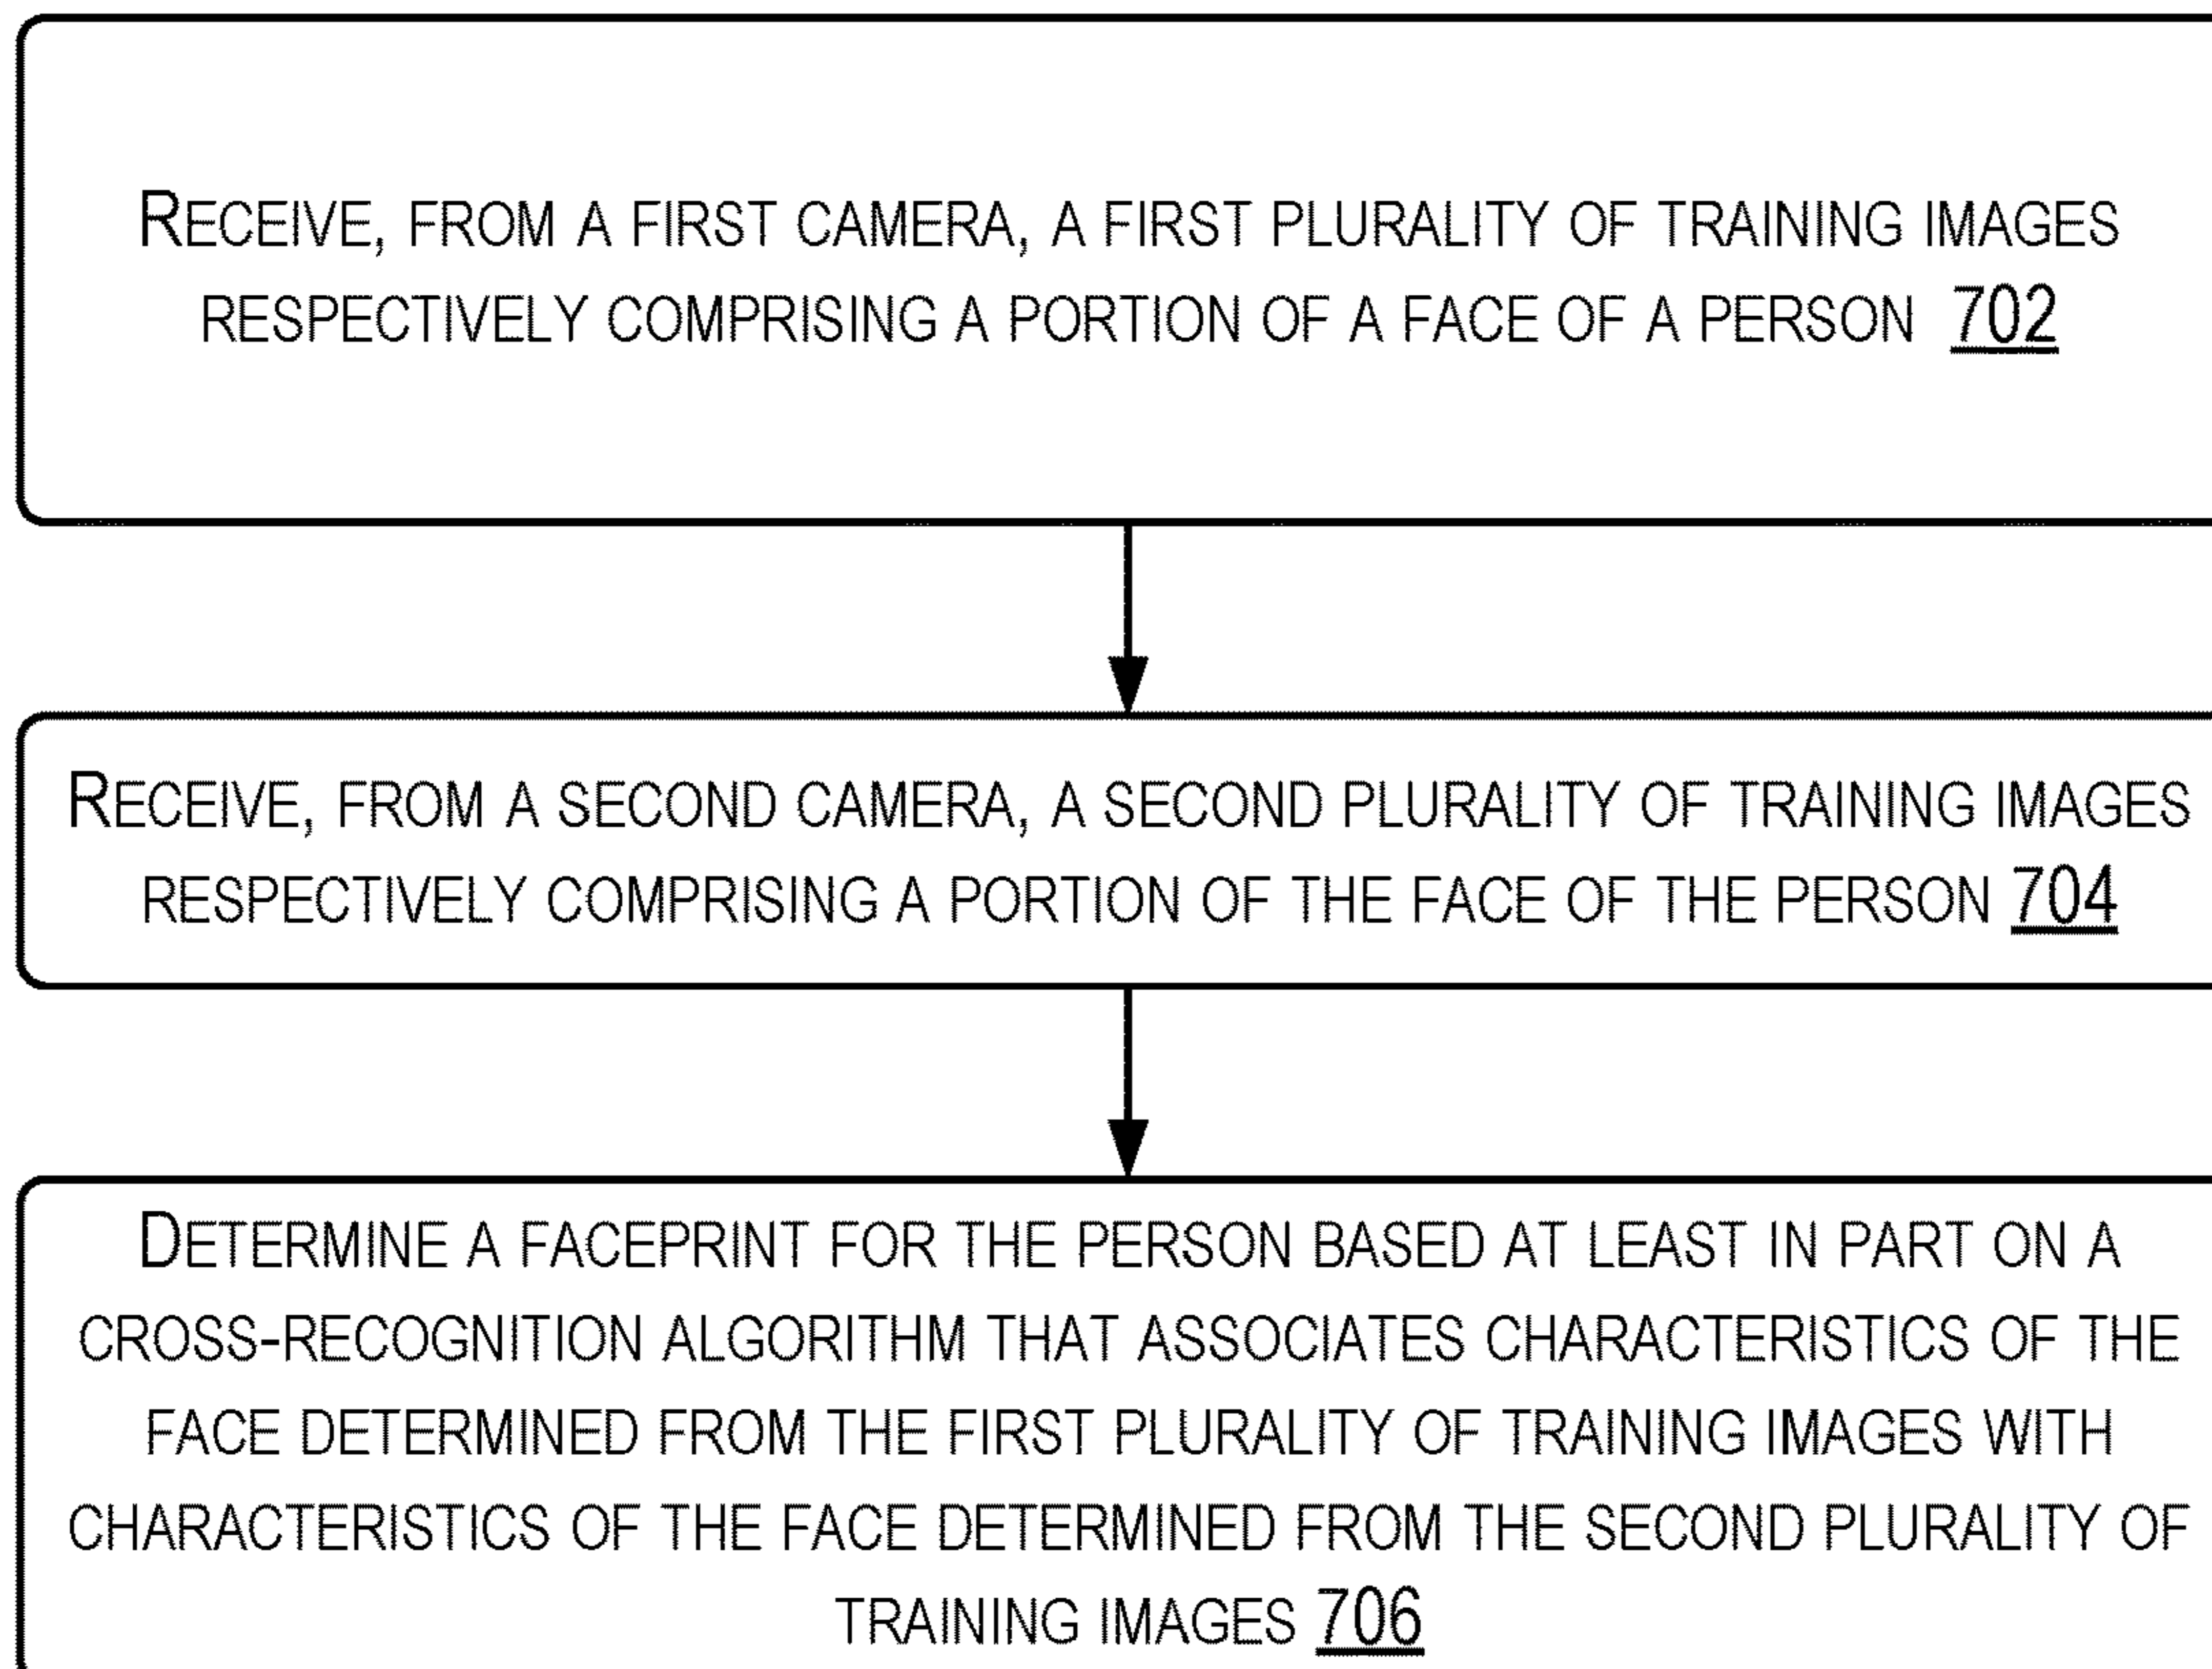 RECEIVE, FROM A FIRST CAMERA, A FIRST PLURALITY OF TRAINING IMAGES
RESPECTIVELY COMPRISING A PORTION OF A FACE OF A PERSON 702
RECEIVE, FROM A SECOND CAMERA, A SECOND PLURALITY OF TRAINING IMAGES
RESPECTIVELY COMPRISING A PORTION OF THE FACE OF THE PERSON 704
DETERMINE A FACEPRINT FOR THE PERSON BASED AT LEAST IN PART ON A
CROSS-RECOGNITION ALGORITHM THAT ASSOCIATES CHARACTERISTICS OF THE
FACE DETERMINED FROM THE FIRST PLURALITY OF TRAINING IMAGES WITH
CHARACTERISTICS OF THE FACE DETERMINED FROM THE SECOND PLURALITY OF
TRAINING IMAGES 706